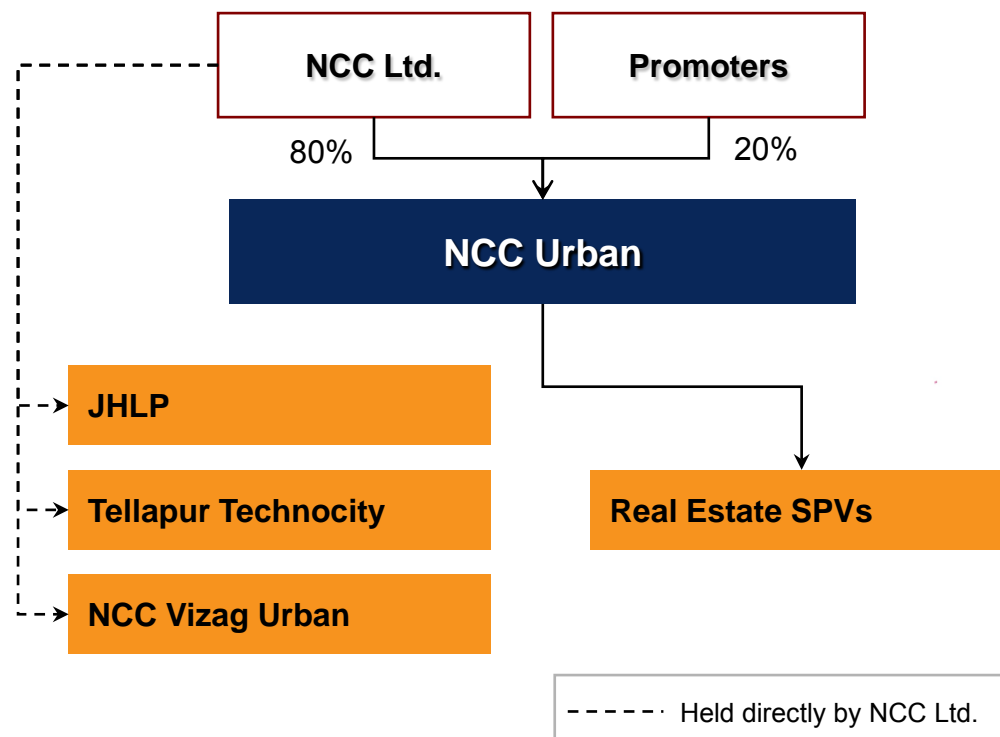 NCC Ltd.
Promoters
80%
20%
NCC Urban
JHLP
Tellapur Technocity
Real Estate SPVs
NCC Vizag Urban
Held directly by NCC Ltd.